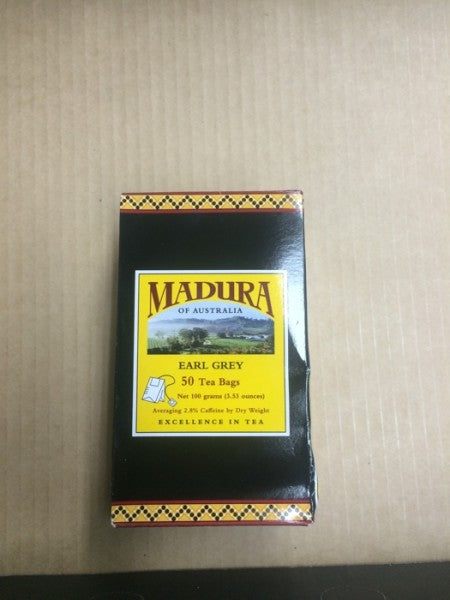 MADURA
OF AUSTRALIA
EARL GREY
50 Tea Bags
Net 100 grams (3.53 ounces)
Averaging 2.8% Caffeine by Dry Weight
EXCELLENCE IN TEA